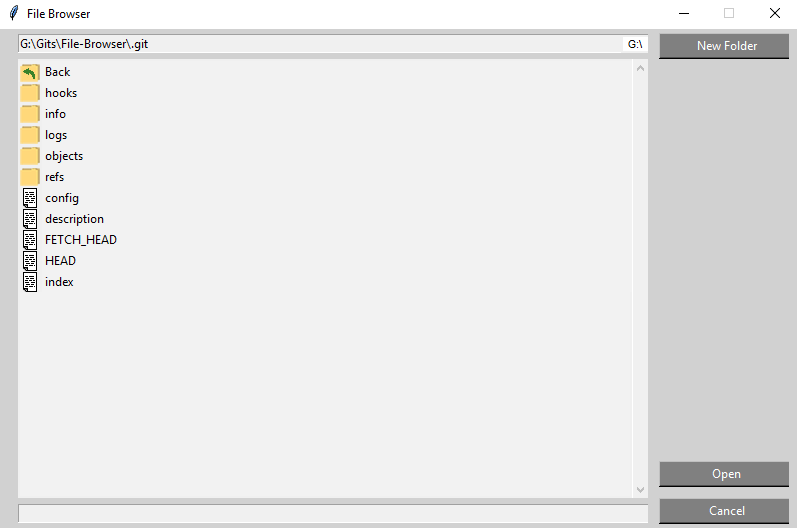 File Browser
G:\Gits\File-Browser\.git
G:\
New Folder
Back
hooks
info
logs
objects
refs
config
description
FETCH_HEAD
HEAD
index
Open
Cancel